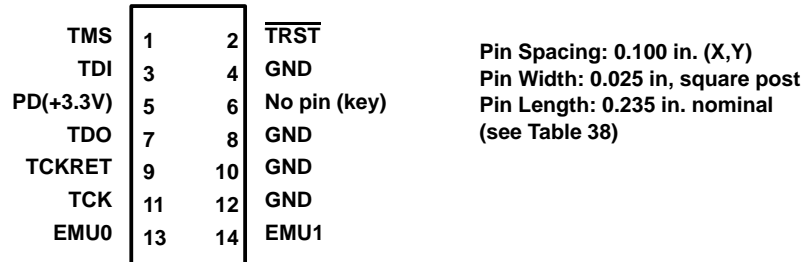 TMS 1 2 TRST
TDI 3 4 GND
PD(+3.3V) 5 6 No pin (key)
TDO 7 8 GND
TCKRET 9 10 GND
TCK 11 12 GND
EMU0 13 14 EMU1
Pin Spacing: 0.100 in. (X,Y)
Pin Width: 0.025 in, square post
Pin Length: 0.235 in. nominal
(see Table 38)